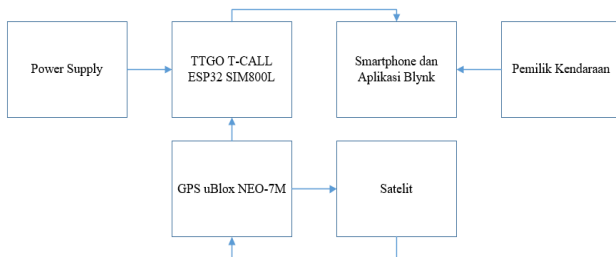 Power Supply
TTGO T-CALL
ESP32 SIM800L
Smartphone dan
Aplikasi Blynk
Pemilik Kendaraan
GPS uBlox NEO-7M
Satelit